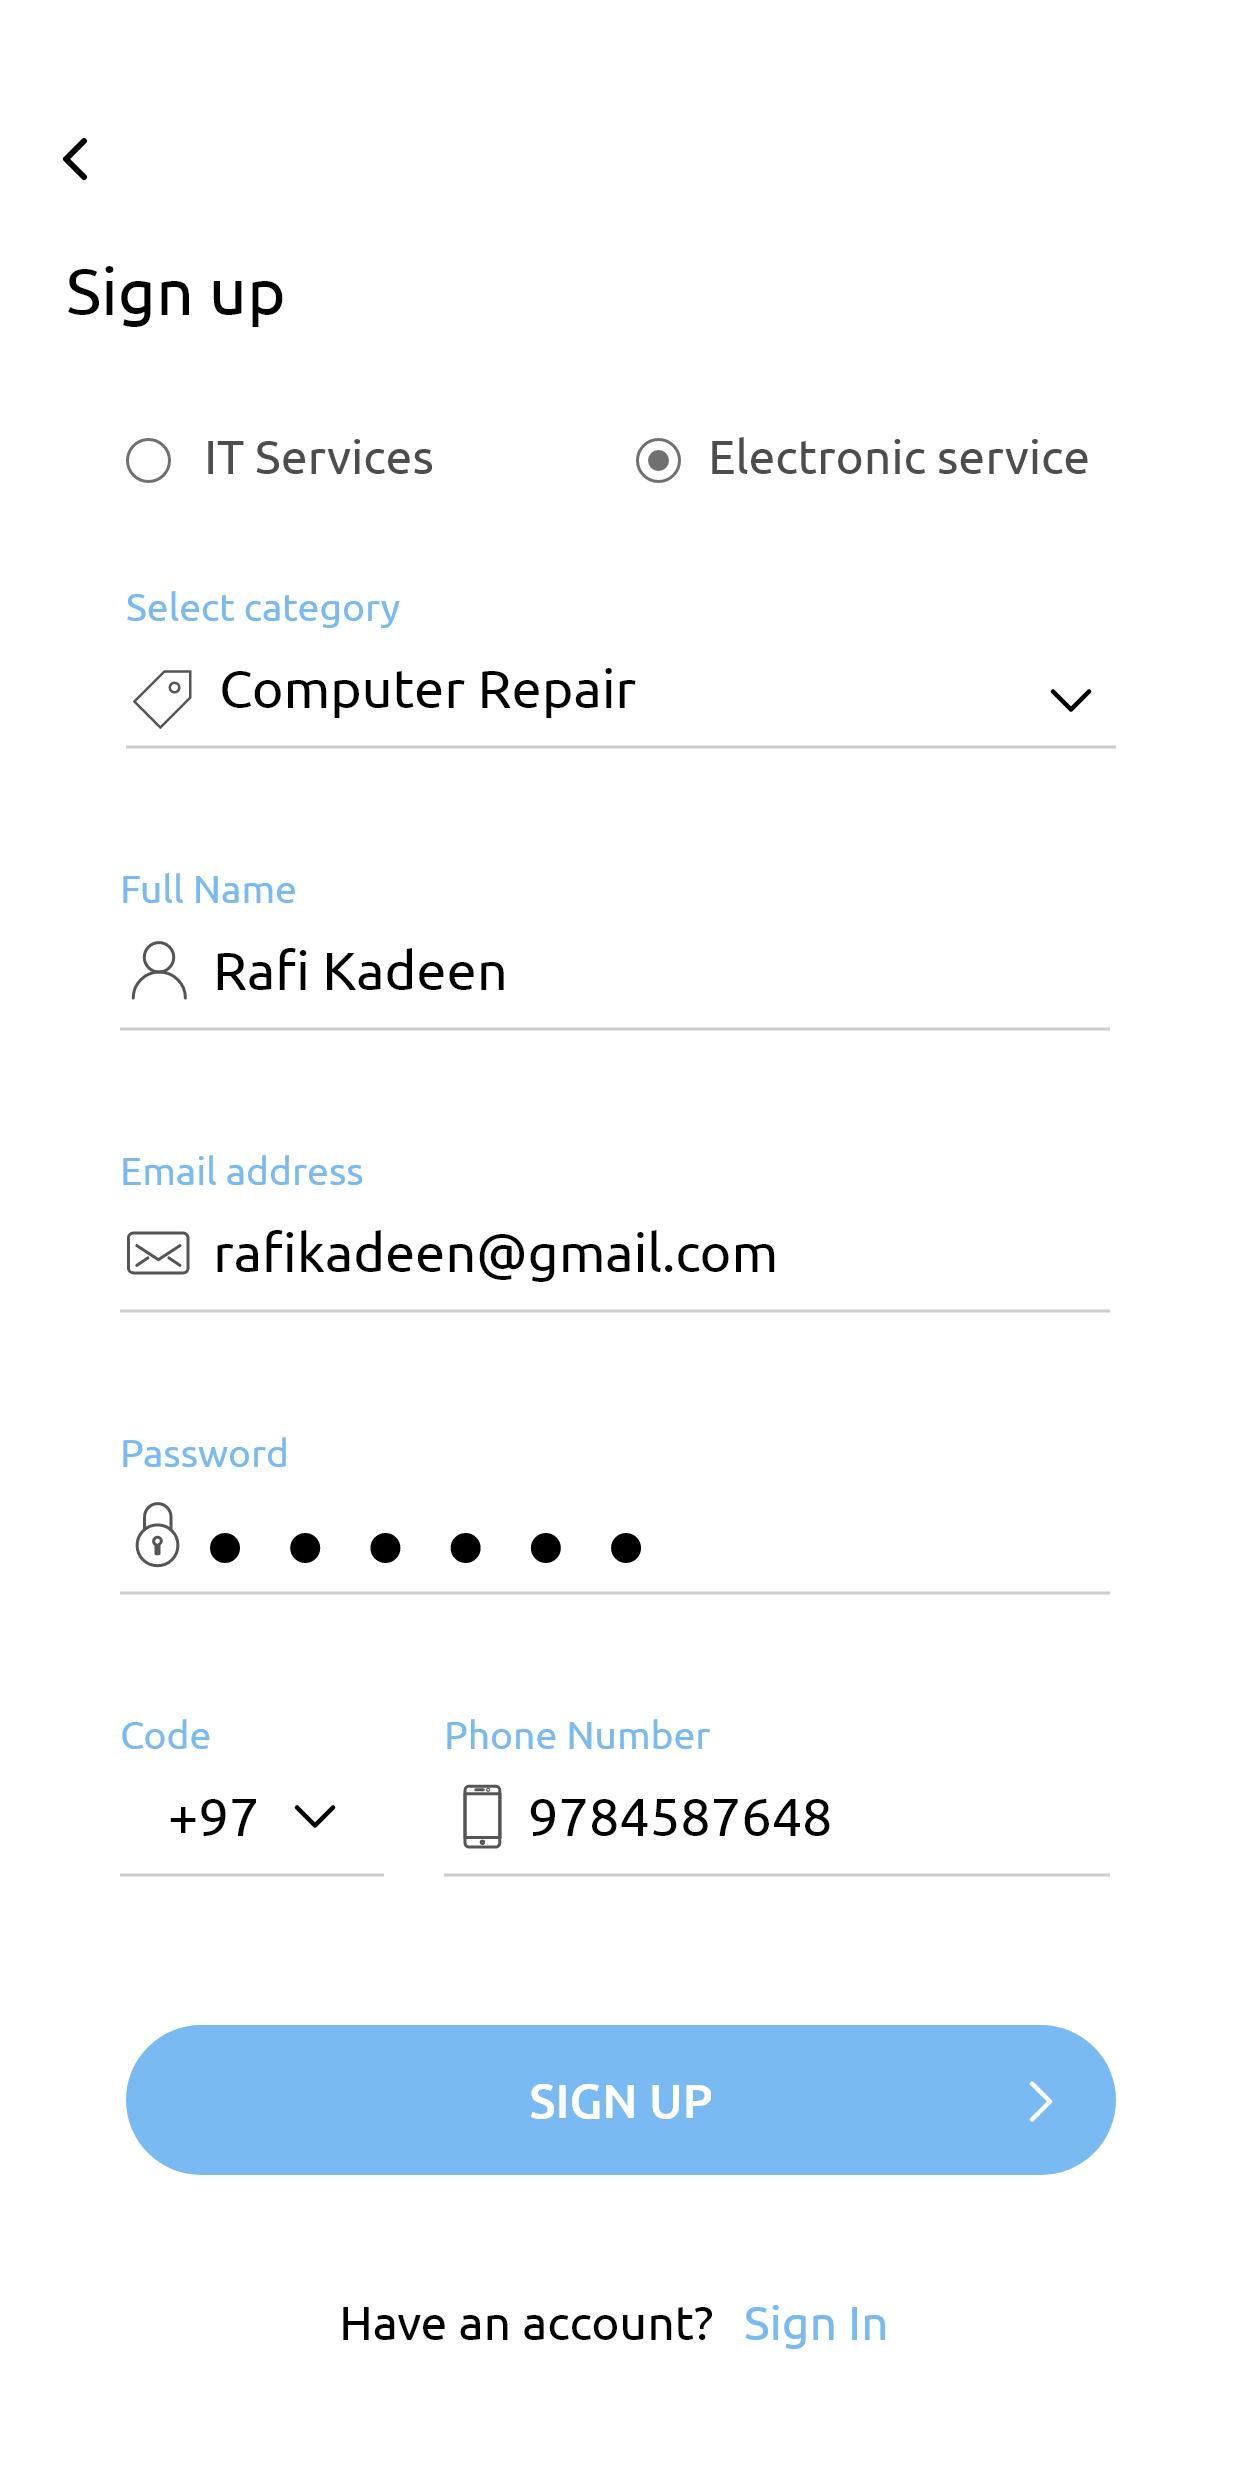 Sign up
IT Services Electronic service
Select category
Computer Repair
Full Name
Rafi Kadeen
Email address
rafikadeen@gmail.com
Password
Code Phone Number
+97 9784587648
SIGN UP
Have an account? Sign In